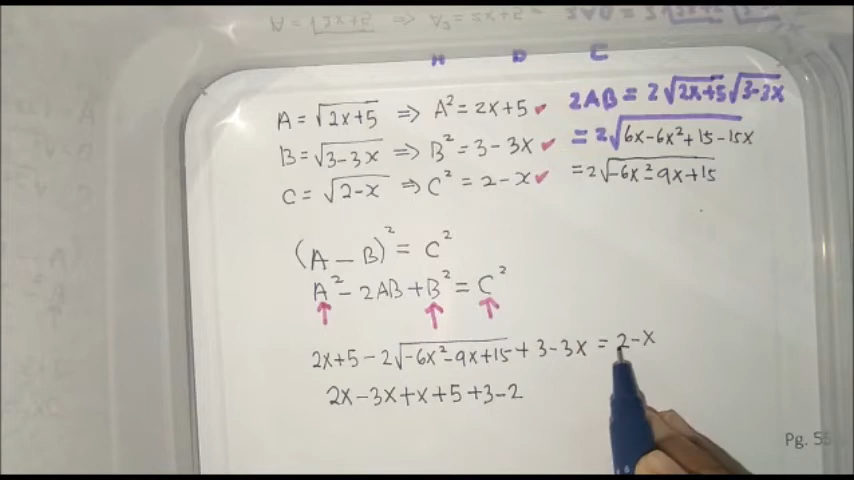 A = √(2x+5) ⇒ A² = 2x+5 ✓
B = √(3-3x) ⇒ B² = 3-3x ✓
C = √(2-x) ⇒ C² = 2-x ✓
2AB = 2√(2x+5)√(3-3x)
= 2√(6x-6x²+15-15x)
= 2√(-6x²-9x+15)
(A-B)² = C²
A² - 2AB + B² = C²
2x+5-2√(-6x²-9x+15)+3-3x = 2-x
2x-3x+x+5+3-2
Pg. 55